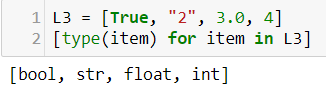 1 L3 = [True, "2", 3.0, 4]
2 [type(item) for item in L3]
[bool, str, float, int]